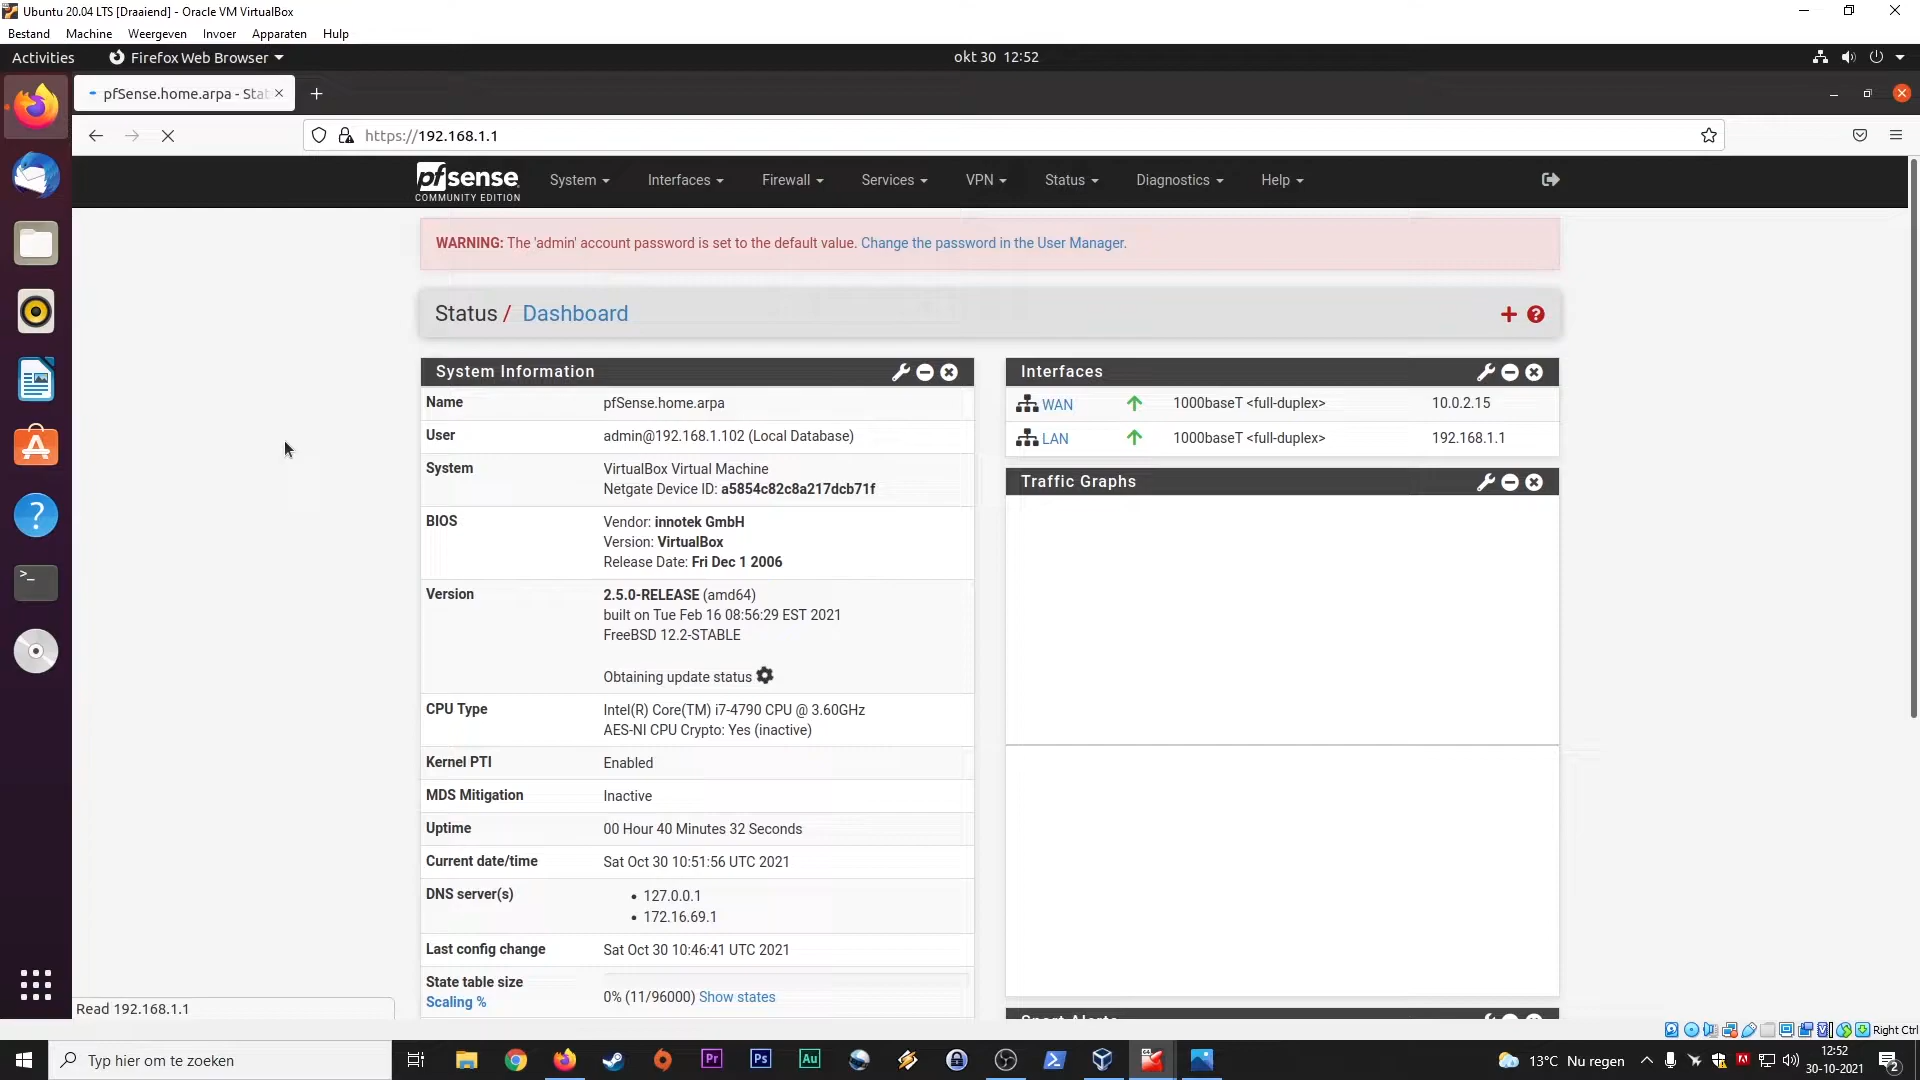 Ubuntu 20.04 LTS [Draaiend] - Oracle VM VirtualBox
Bestand Machine Weergeven Invoer Apparaten Hulp
Activities Firefox Web Browser okt 30 12:52
pfSense.home.arpa - Stat
https://192.168.1.1
pfsense
COMMUNITY EDITION
System Interfaces Firewall Services VPN Status Diagnostics Help
WARNING: The 'admin' account password is set to the default value. Change the password in the User Manager.
Status / Dashboard
System Information
Name pfSense.home.arpa
User admin@192.168.1.102 (Local Database)
System VirtualBox Virtual Machine
Netgate Device ID: a5854c82c8a217dcb71f
BIOS Vendor: innotek GmbH
Version: VirtualBox
Release Date: Fri Dec 1 2006
Version 2.5.0-RELEASE (amd64)
built on Tue Feb 16 08:56:29 EST 2021
FreeBSD 12.2-STABLE
Obtaining update status
CPU Type Intel(R) Core(TM) i7-4790 CPU @ 3.60GHz
AES-NI CPU Crypto: Yes (inactive)
Kernel PTI Enabled
MDS Mitigation Inactive
Uptime 00 Hour 40 Minutes 32 Seconds
Current date/time Sat Oct 30 10:51:56 UTC 2021
DNS server(s) 127.0.0.1
172.16.69.1
Last config change Sat Oct 30 10:46:41 UTC 2021
State table size
Scaling %
0% (11/96000) Show states
Interfaces
WAN 1000baseT <full-duplex> 10.0.2.15
LAN 1000baseT <full-duplex> 192.168.1.1
Traffic Graphs
Snort Alerts
Read 192.168.1.1
Right Ctrl
Typ hier om te zoeken
Pr
Ps
Au
13°C Nu regen
12:52
30-10-2021
2